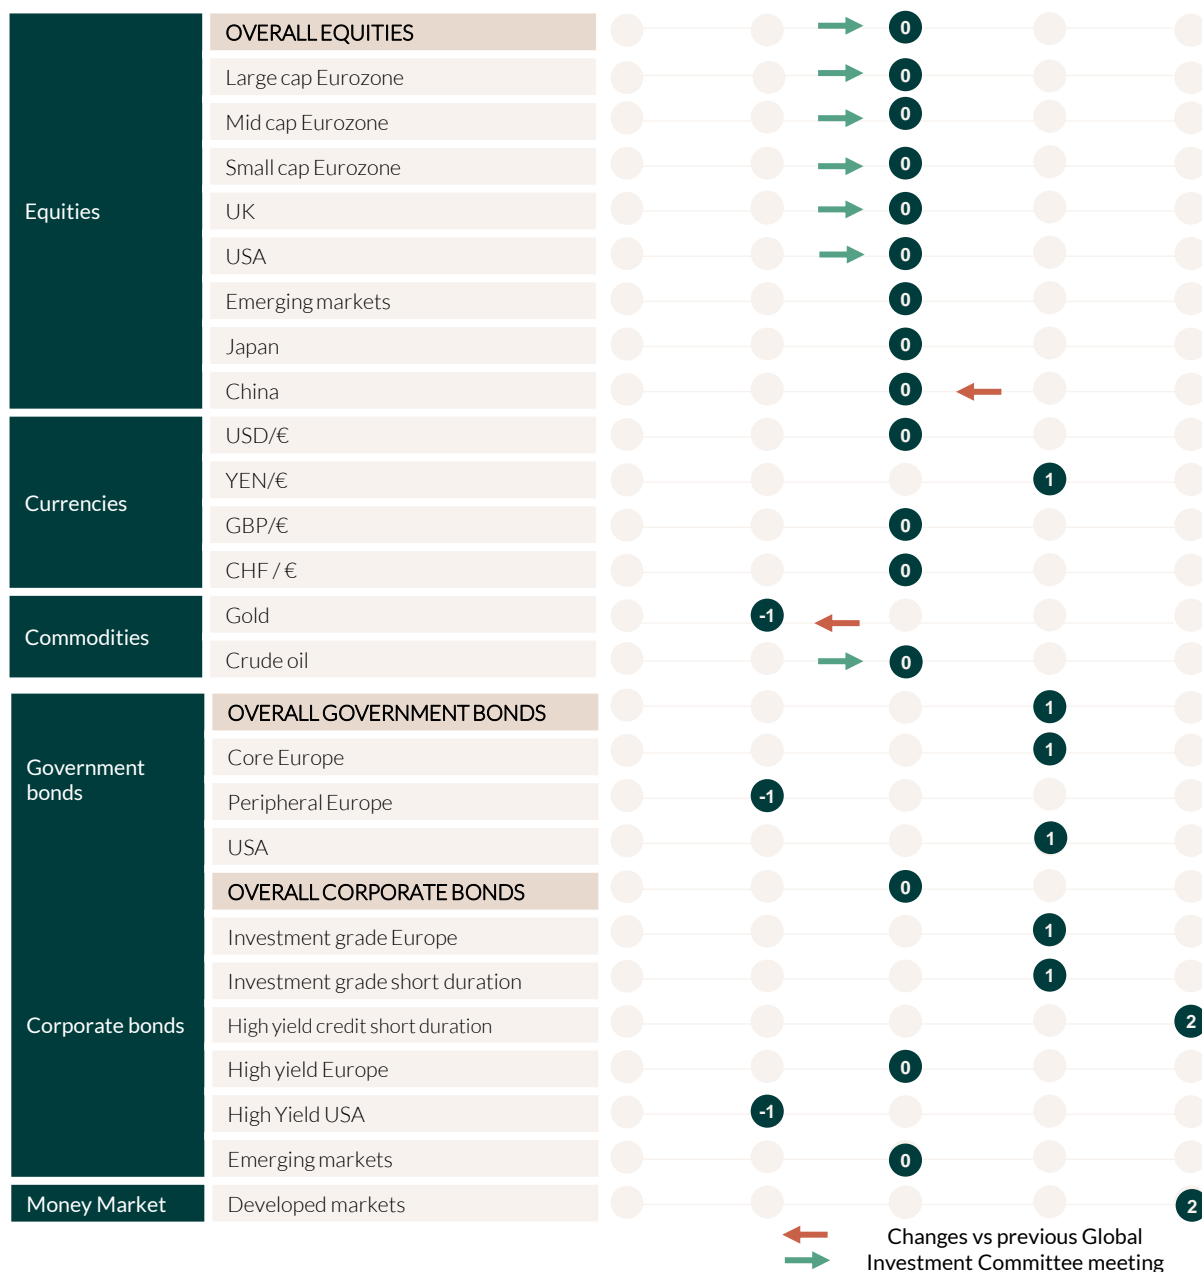 Equities
OVERALL EQUITIES 0
Large cap Eurozone 0
Mid cap Eurozone 0
Small cap Eurozone 0
UK 0
USA 0
Emerging markets 0
Japan 0
China 0
Currencies
USD/€ 0
YEN/€ 1
GBP/€ 0
CHF / € 0
Commodities
Gold -1
Crude oil 0
Government
bonds
OVERALL GOVERNMENT BONDS 1
Core Europe 1
Peripheral Europe -1
USA 1
Corporate bonds
OVERALL CORPORATE BONDS 0
Investment grade Europe 1
Investment grade short duration 1
High yield credit short duration 2
High yield Europe 0
High Yield USA -1
Emerging markets 0
Money Market
Developed markets 2
Changes vs previous Global
Investment Committee meeting